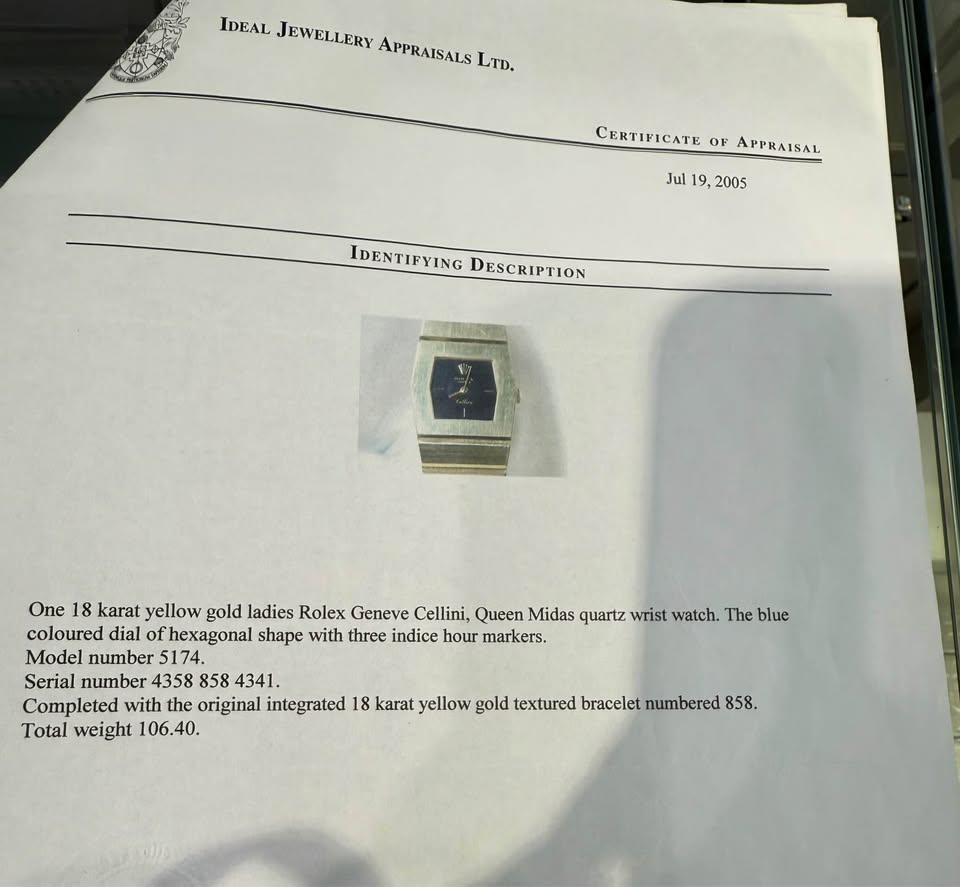 IDEAL JEWELLERY APPRAISALS LTD.
CERTIFICATE OF APPRAISAL
Jul 19, 2005
IDENTIFYING DESCRIPTION
Cellini
One 18 karat yellow gold ladies Rolex Geneve Cellini, Queen Midas quartz wrist watch. The blue
coloured dial of hexagonal shape with three indice hour markers.
Model number 5174.
Serial number 4358 858 4341.
Completed with the original integrated 18 karat yellow gold textured bracelet numbered 858.
Total weight 106.40.